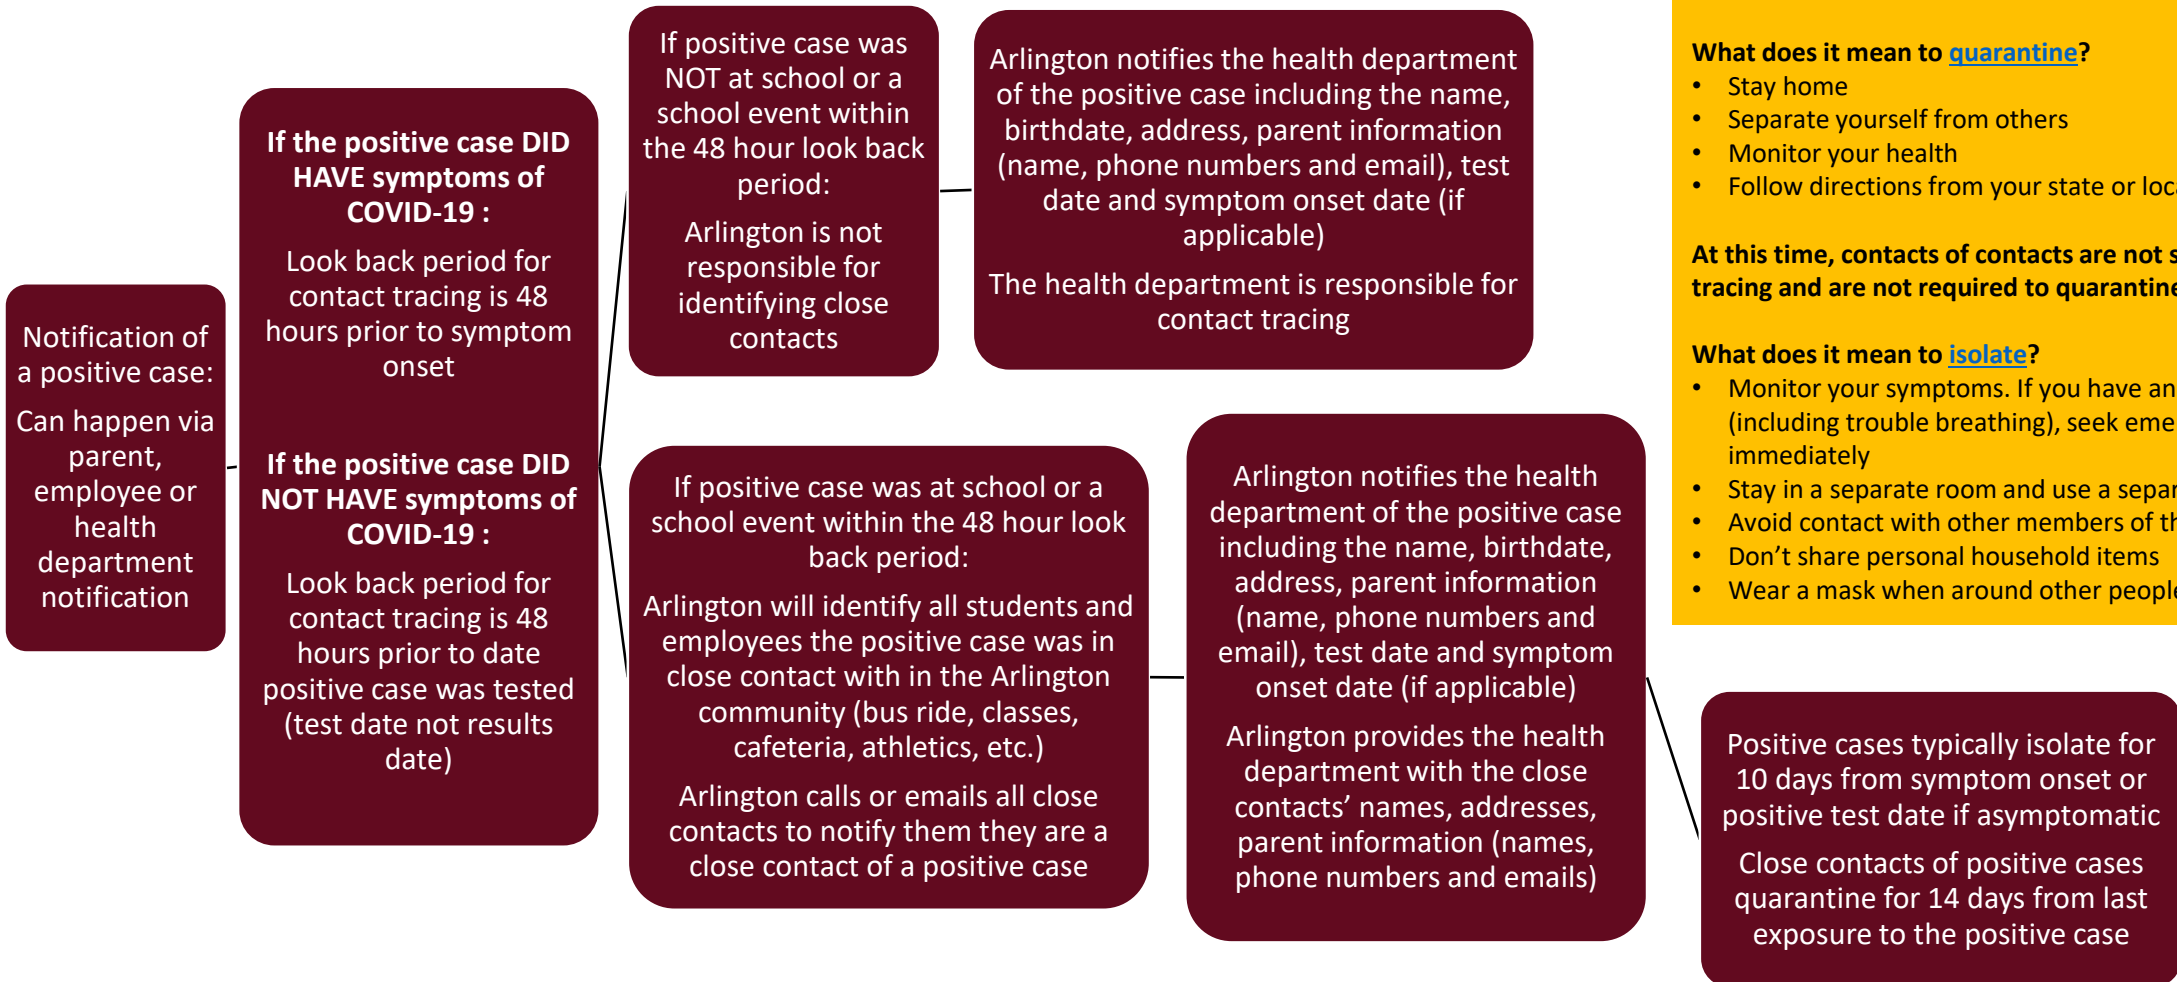 Notification of
a positive case:
Can happen via
parent,
employee or
health
department
notification
If the positive case DID
HAVE symptoms of
COVID-19 :
Look back period for
contact tracing is 48
hours prior to symptom
onset
If the positive case DID
NOT HAVE symptoms of
COVID-19 :
Look back period for
contact tracing is 48
hours prior to date
positive case was tested
(test date not results
date)
If positive case was
NOT at school or a
school event within
the 48 hour look back
period:
Arlington is not
responsible for
identifying close
contacts
Arlington notifies the health department
of the positive case including the name,
birthdate, address, parent information
(name, phone numbers and email), test
date and symptom onset date (if
applicable)
The health department is responsible for
contact tracing
If positive case was at school or a
school event within the 48 hour look
back period:
Arlington will identify all students and
employees the positive case was in
close contact with in the Arlington
community (bus ride, classes,
cafeteria, athletics, etc.)
Arlington calls or emails all close
contacts to notify them they are a
close contact of a positive case
Arlington notifies the health
department of the positive case
including the name, birthdate,
address, parent information
(name, phone numbers and
email), test date and symptom
onset date (if applicable)
Arlington provides the health
department with the close
contacts’ names, addresses,
parent information (names,
phone numbers and emails)
Positive cases typically isolate for
10 days from symptom onset or
positive test date if asymptomatic
Close contacts of positive cases
quarantine for 14 days from last
exposure to the positive case
What does it mean to quarantine?
• Stay home
• Separate yourself from others
• Monitor your health
• Follow directions from your state or
At this time, contacts of contacts are not
tracing and are not required to quarantine
What does it mean to isolate?
• Monitor your symptoms. If you have
(including trouble breathing), seek
immediately
• Stay in a separate room and use a
• Avoid contact with other members of
• Don’t share personal household items
• Wear a mask when around other people